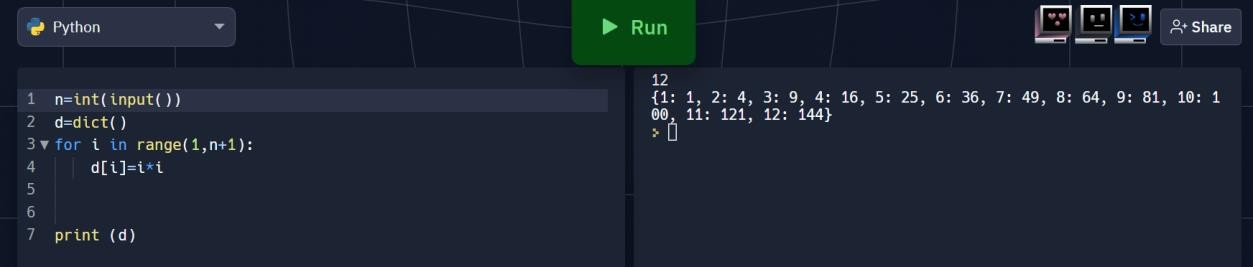 Python
Run
Share
1 n=int(input())
2 d=dict()
3 for i in range(1,n+1):
4     d[i]=i*i
5
6
7 print (d)
12
{1: 1, 2: 4, 3: 9, 4: 16, 5: 25, 6: 36, 7: 49, 8: 64, 9: 81, 10: 1
00, 11: 121, 12: 144}
>